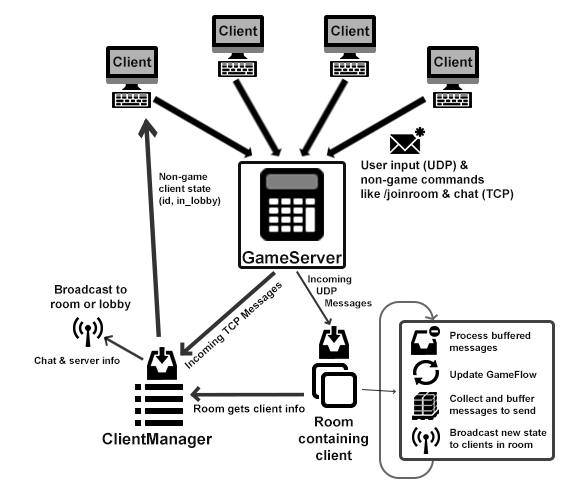 Client
Client
Client
Client
User input (UDP) &
non-game commands
like /joinroom & chat (TCP)
Non-game
client state
(id, in_lobby)
GameServer
Incoming
UDP
Messages
Incoming TCP Messages
Broadcast to
room or lobby
Chat & server info
ClientManager
Room gets client info
Room
containing
client
Process buffered
messages
Update GameFlow
Collect and buffer
messages to send
Broadcast new state
to clients in room